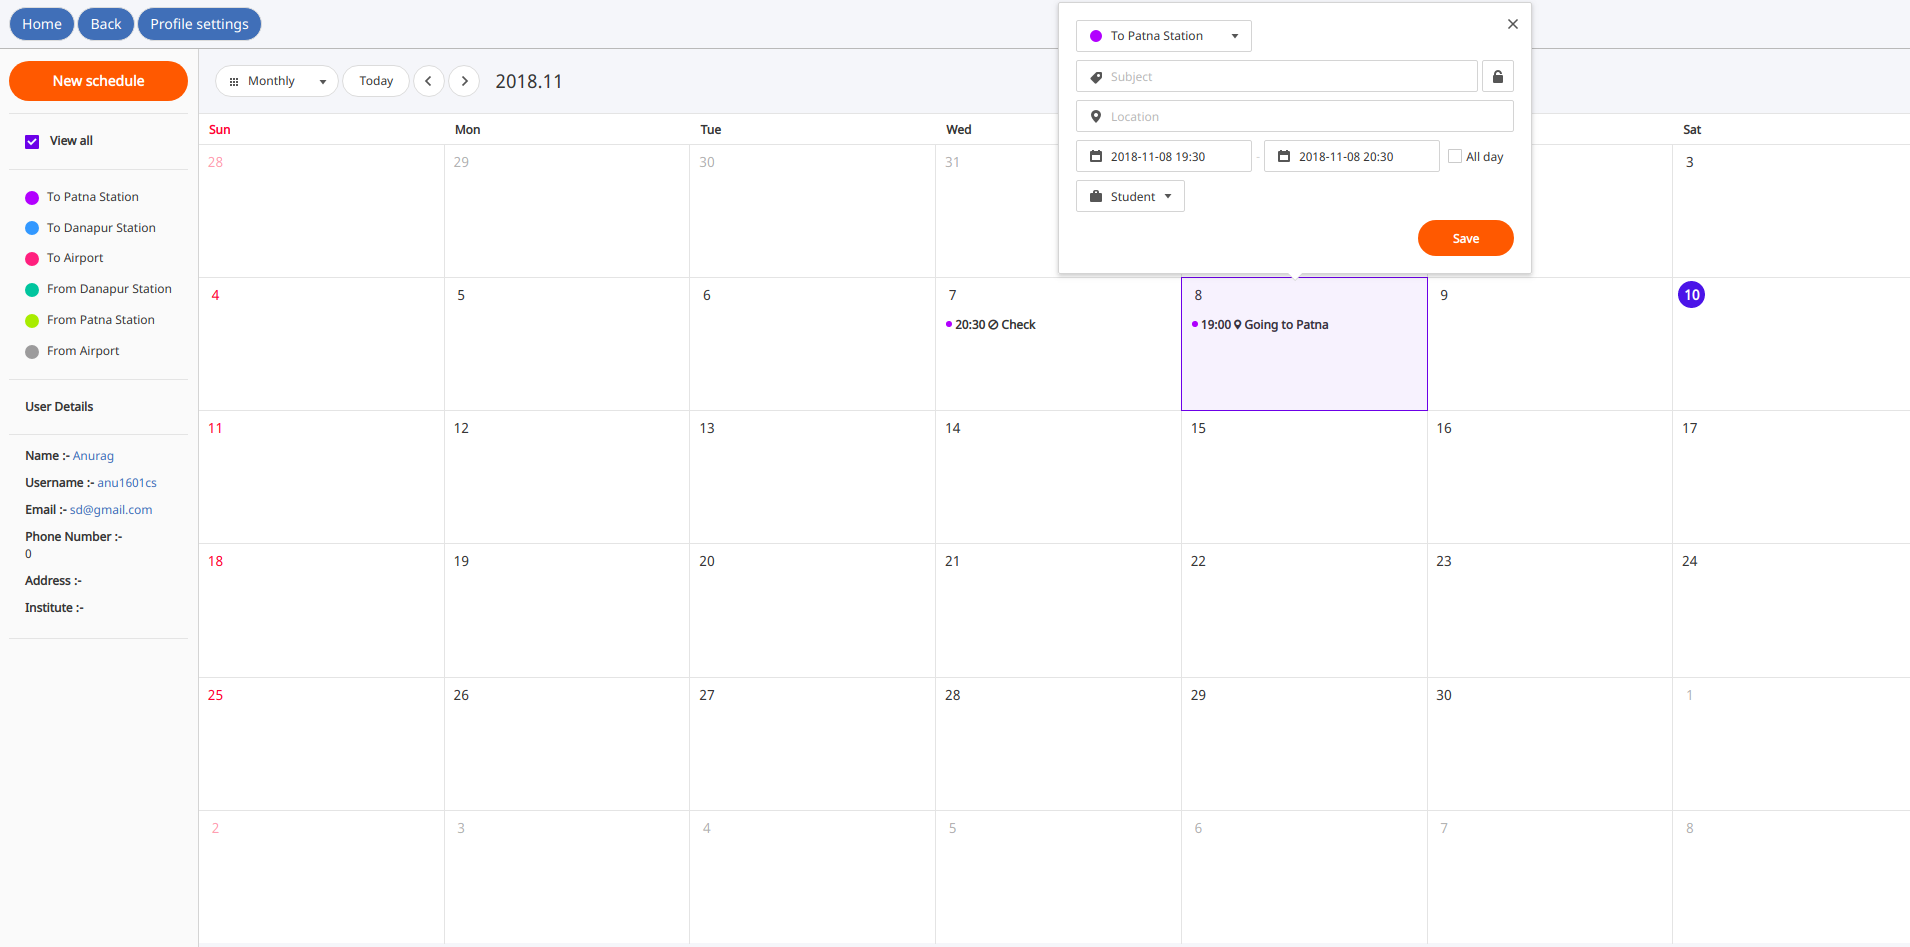 Home Back Profile settings
New schedule
View all
To Patna Station
To Danapur Station
To Airport
From Danapur Station
From Patna Station
From Airport
User Details
Name :- Anurag
Username :- anu1601cs
Email :- sd@gmail.com
Phone Number :-
0
Address :-
Institute :-
Monthly Today 2018.11
To Patna Station
Subject
Location
2018-11-08 19:30 - 2018-11-08 20:30 All day
Student
Save
Sun Mon Tue Wed Sat
28 29 30 31 3
4 5 6 7 8 9 10
20:30 Check 19:00 Going to Patna
11 12 13 14 15 16 17
18 19 20 21 22 23 24
25 26 27 28 29 30 1
2 3 4 5 6 7 8